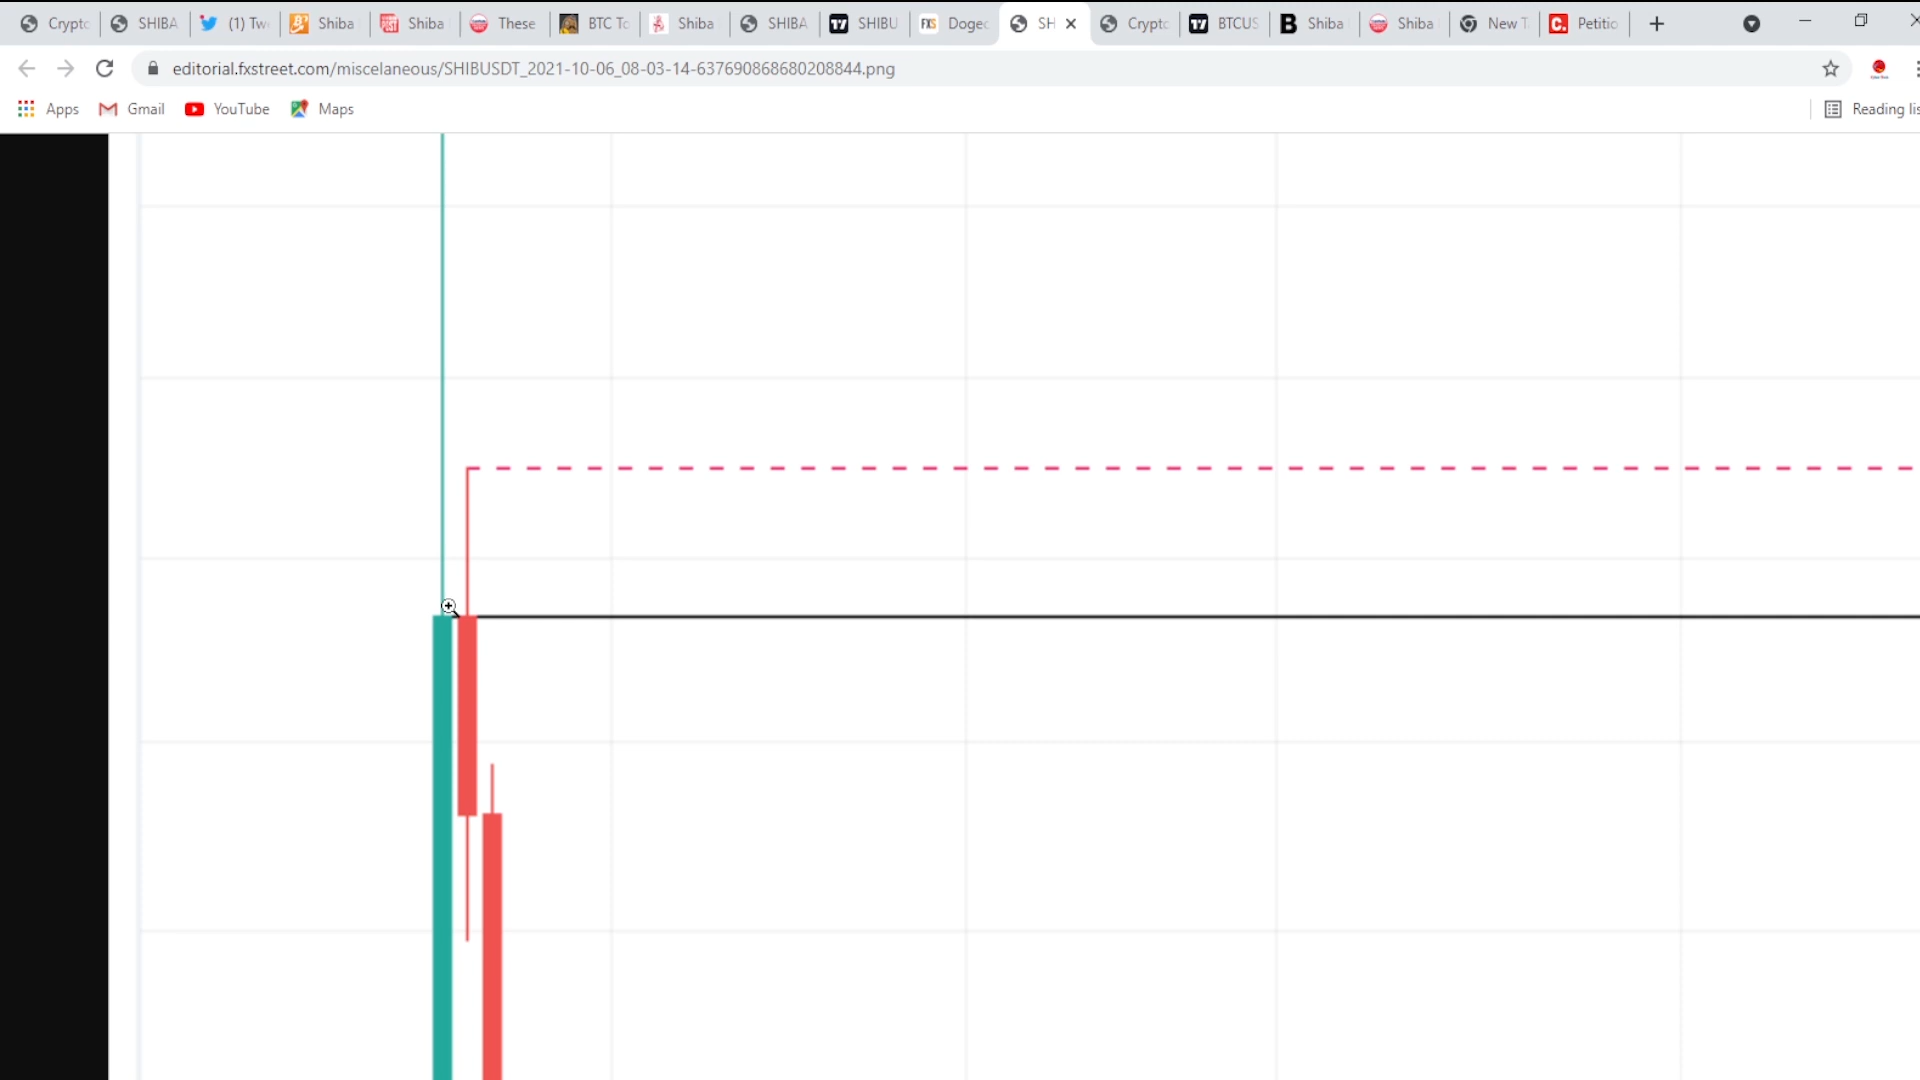 Crypto SHIBA (1) Tw Shiba Shiba These BTC To Shiba SHIBA SHIBU Dogec SH Crypto BTCUS Shiba Shiba New T Petitio
editorial.fxstreet.com/miscelaneous/SHIBUSDT_2021-10-06_08-03-14-637690868680208844.png
Apps Gmail YouTube Maps Reading lis